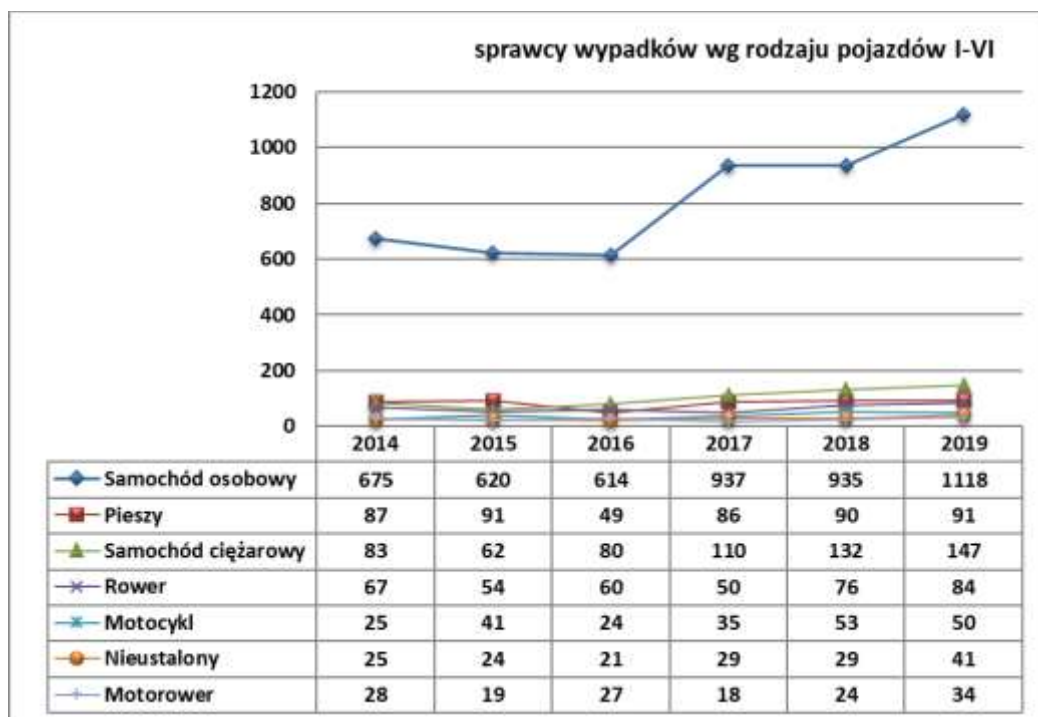 sprawcy wypadków wg rodzaju pojazdów I-VI
1200
1000
800
600
400
200
0
2014 2015 2016 2017 2018 2019
Samochód osobowy 675 620 614 937 935 1118
Pieszy 87 91 49 86 90 91
Samochód ciężarowy 83 62 80 110 132 147
Rower 67 54 60 50 76 84
Motocykl 25 41 24 35 53 50
Nieustalony 25 24 21 29 29 41
Motorower 28 19 27 18 24 34